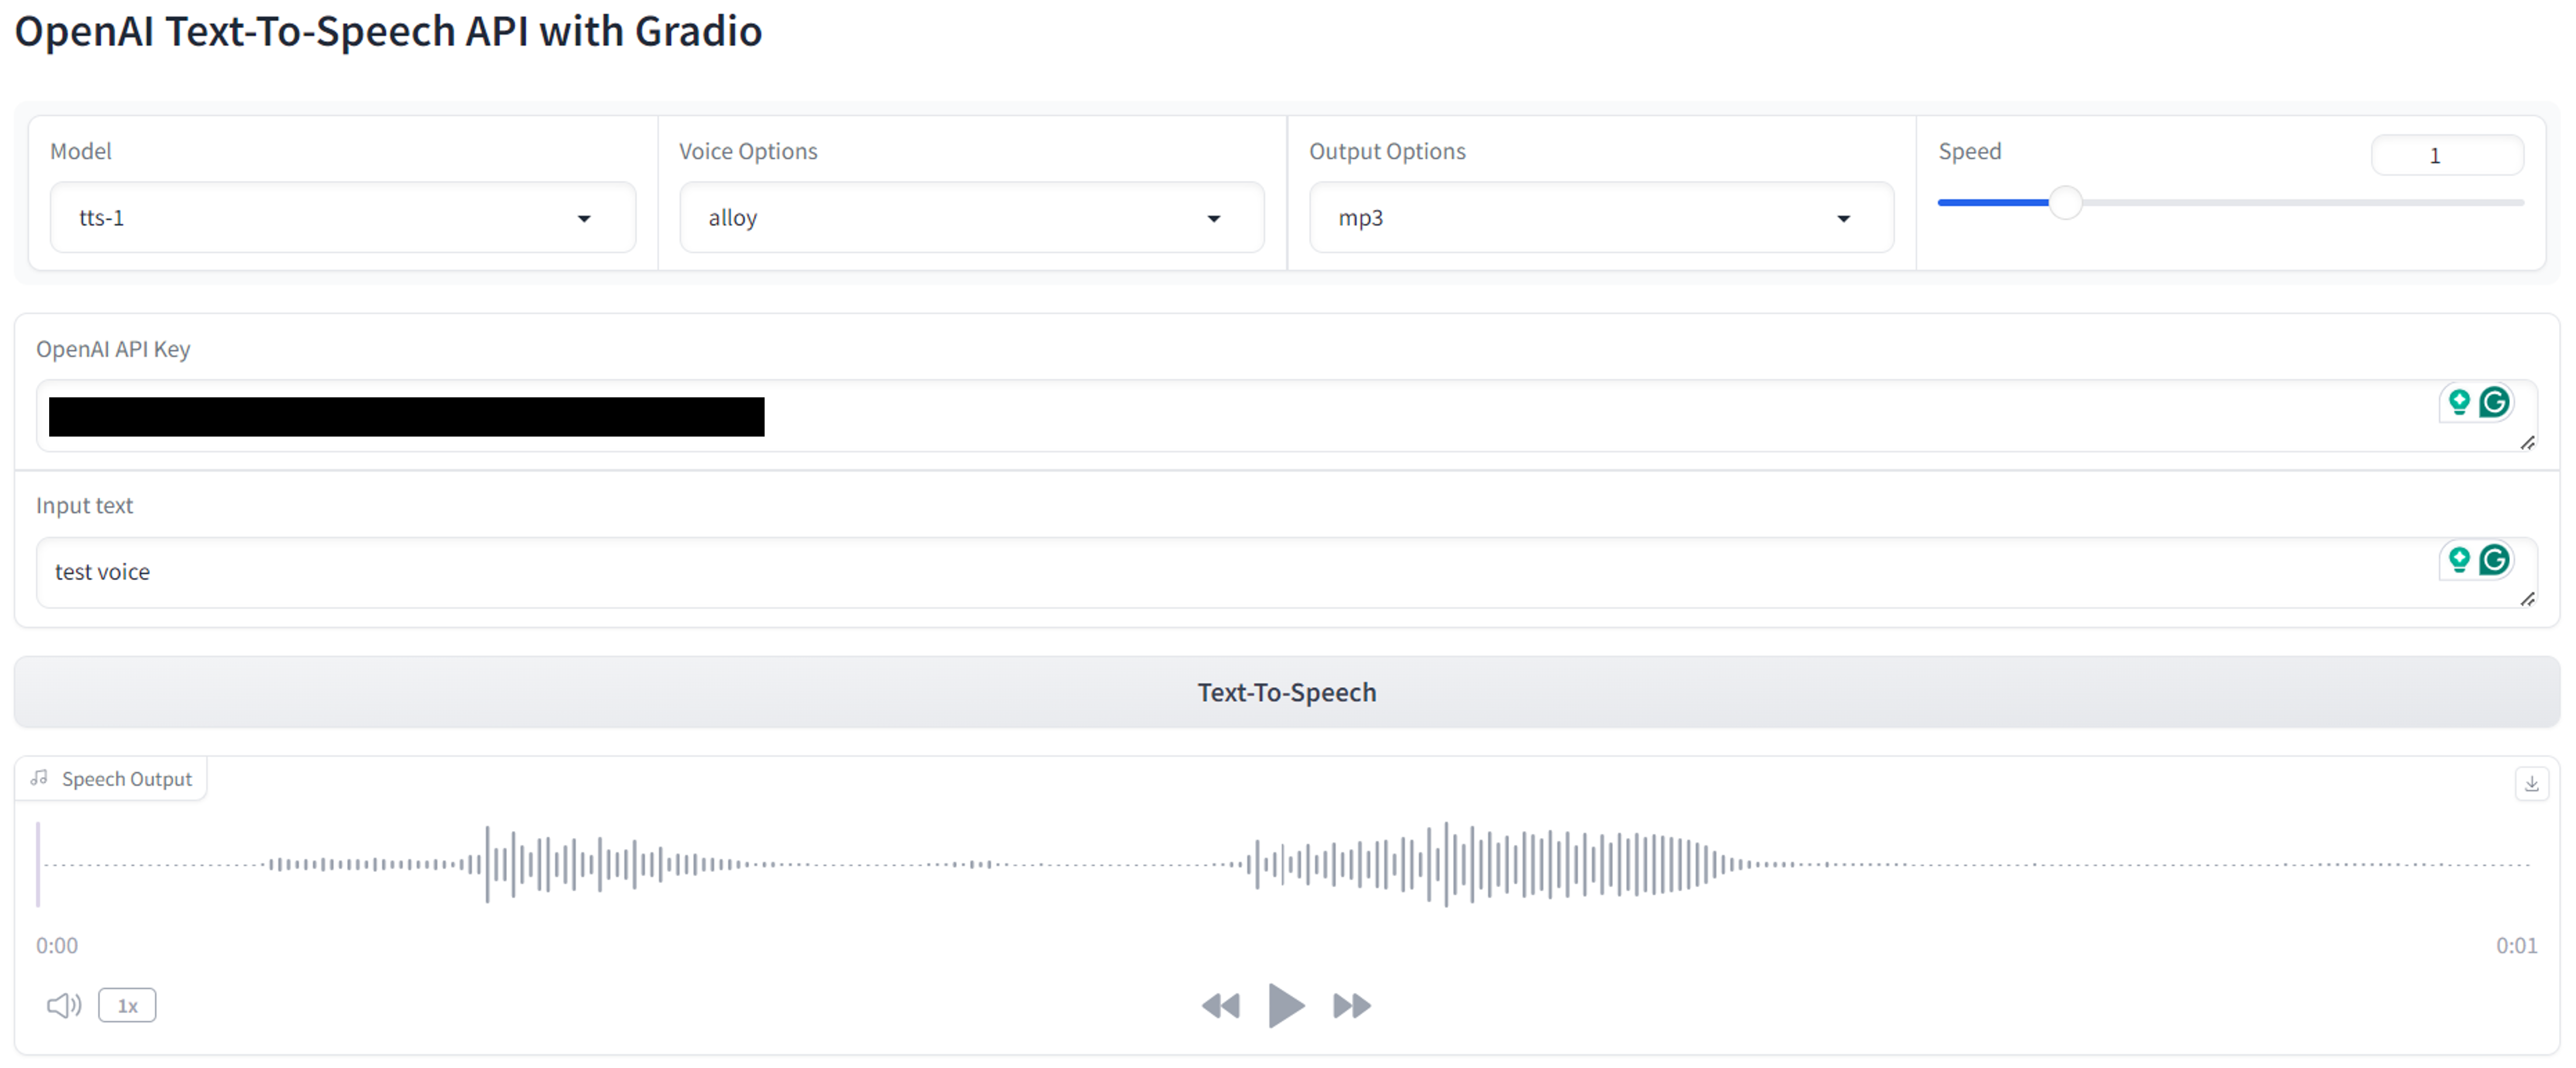 OpenAI Text-To-Speech API with Gradio
Model
tts-1
Voice Options
alloy
Output Options
mp3
Speed
1
OpenAI API Key
Input text
test voice
Text-To-Speech
Speech Output
0:00
0:01
1x